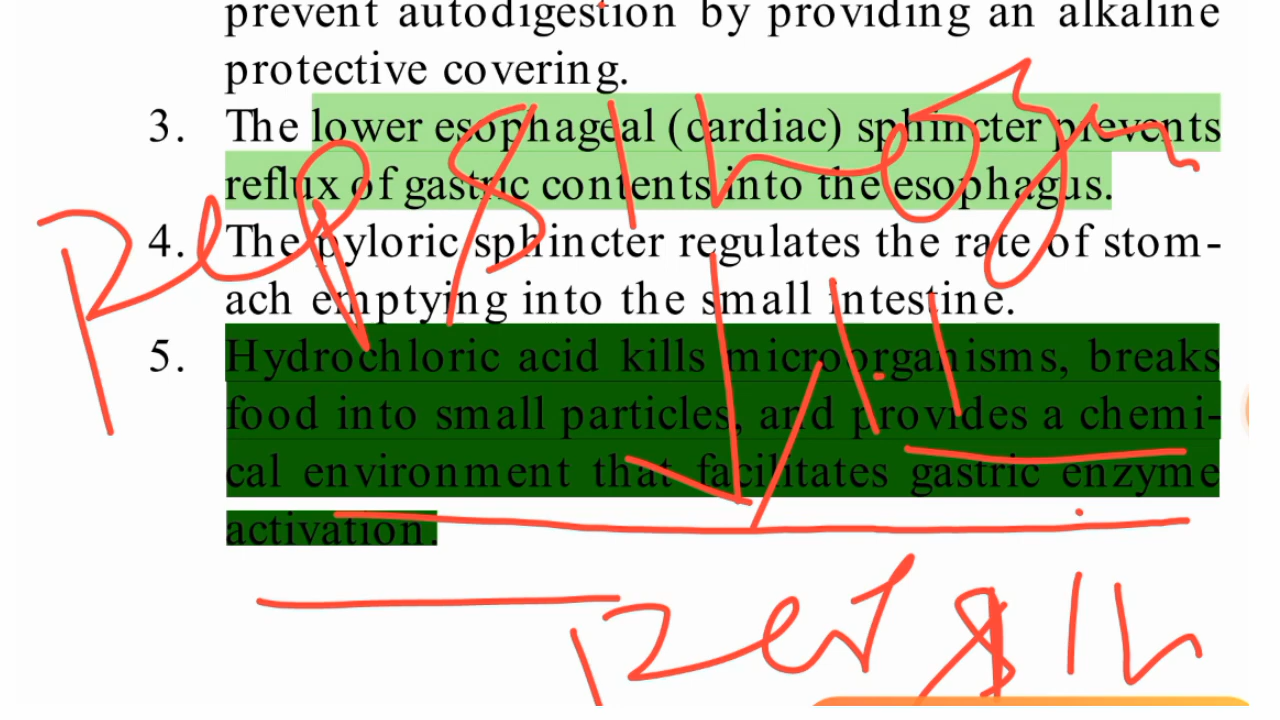 prevent autodigestion by providing an alkaline
protective covering.
3. The lower esophageal (cardiac) sphincter prevents
reflux of gastric contents into the esophagus.
4. The pyloric sphincter regulates the rate of stom-
ach emptying into the small intestine.
5. Hydrochloric acid kills microorganisms, breaks
food into small particles, and provides a chemi-
cal environment that facilitates gastric enzyme
activation.